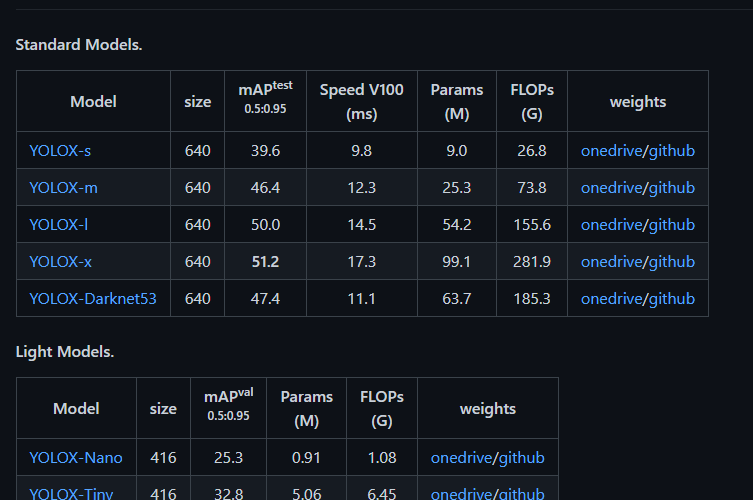 Standard Models.
Model size mAPtest 0.5:0.95 Speed V100 (ms) Params (M) FLOPs (G) weights
YOLOX-s 640 39.6 9.8 9.0 26.8 onedrive/github
YOLOX-m 640 46.4 12.3 25.3 73.8 onedrive/github
YOLOX-l 640 50.0 14.5 54.2 155.6 onedrive/github
YOLOX-x 640 51.2 17.3 99.1 281.9 onedrive/github
YOLOX-Darknet53 640 47.4 11.1 63.7 185.3 onedrive/github
Light Models.
Model size mAPval 0.5:0.95 Params (M) FLOPs (G) weights
YOLOX-Nano 416 25.3 0.91 1.08 onedrive/github
YOLOX-Tiny 416 32.8 5.06 6.45 onedrive/github